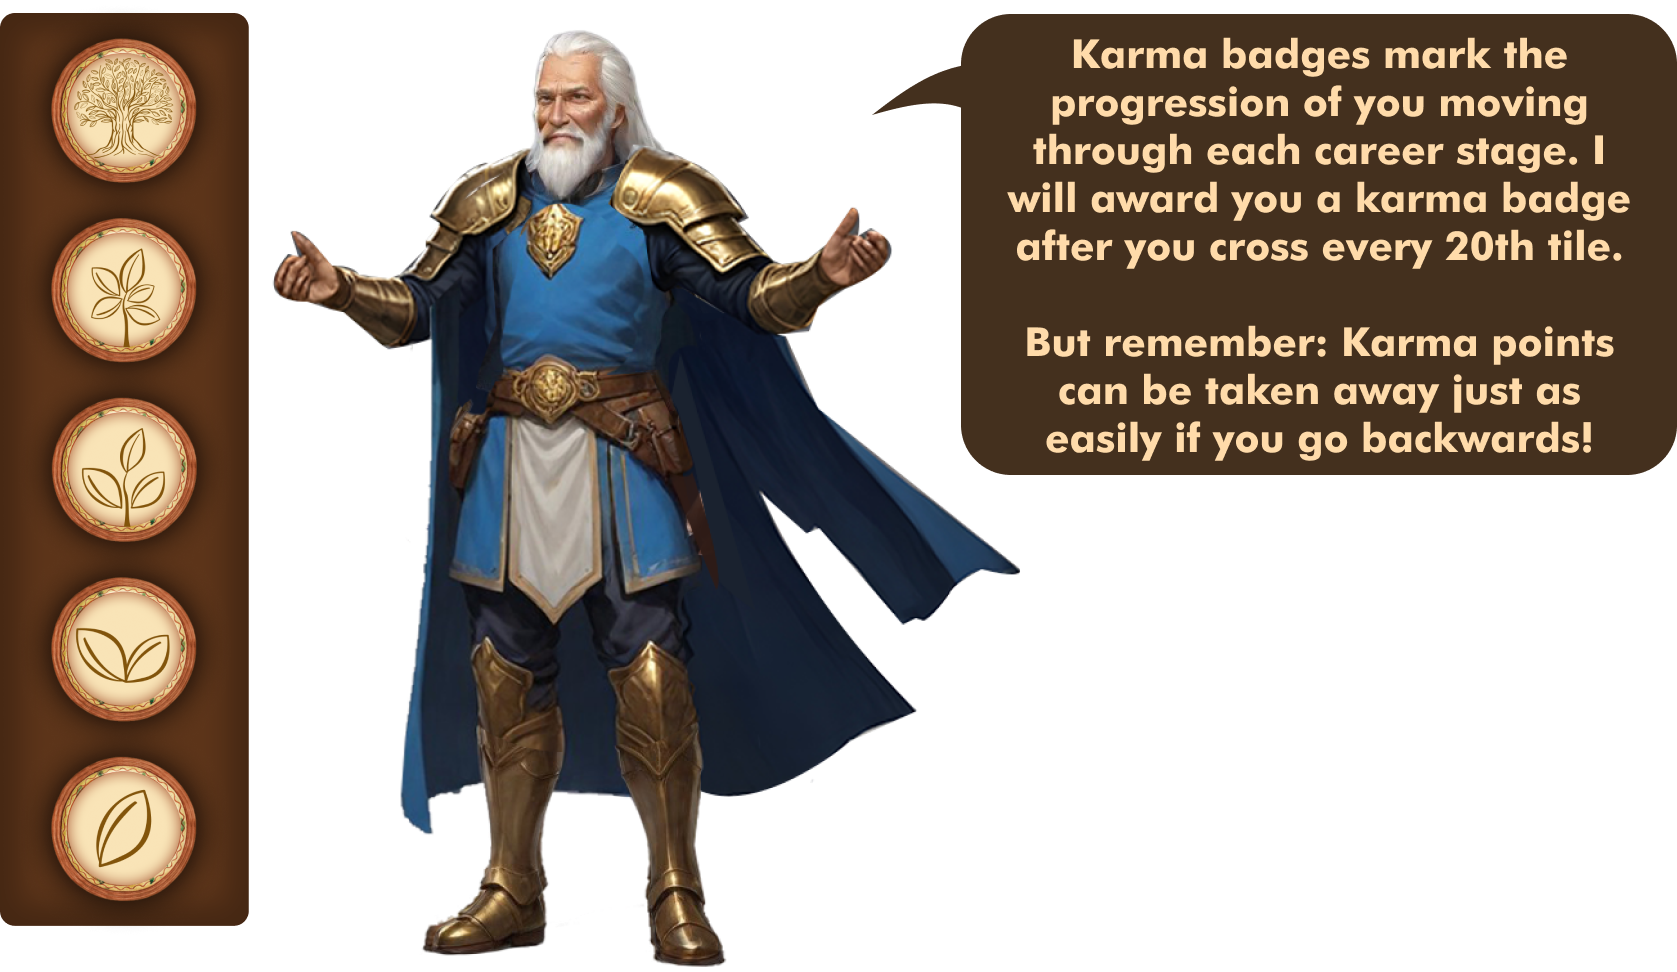 Karma badges mark the
progression of you moving
through each career stage. I
will award you a karma badge
after you cross every 20th tile.
But remember: Karma points
can be taken away just as
easily if you go backwards!